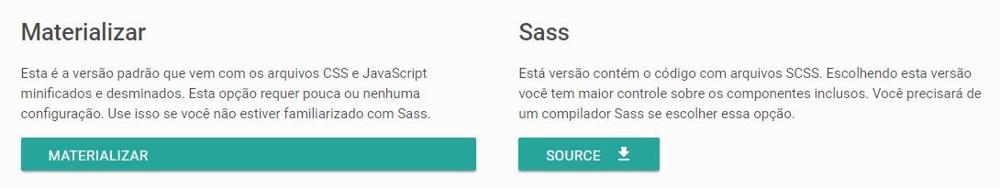 Materializar
Esta é a versão padrão que vem com os arquivos CSS e JavaScript
minificados e desminados. Esta opção requer pouca ou nenhuma
configuração. Use isso se você não estiver familiarizado com Sass.
MATERIALIZAR
Sass
Está versão contém o código com arquivos SCSS. Escolhendo esta versão
você tem maior controle sobre os componentes inclusos. Você precisará de
um compilador Sass se escolher essa opção.
SOURCE